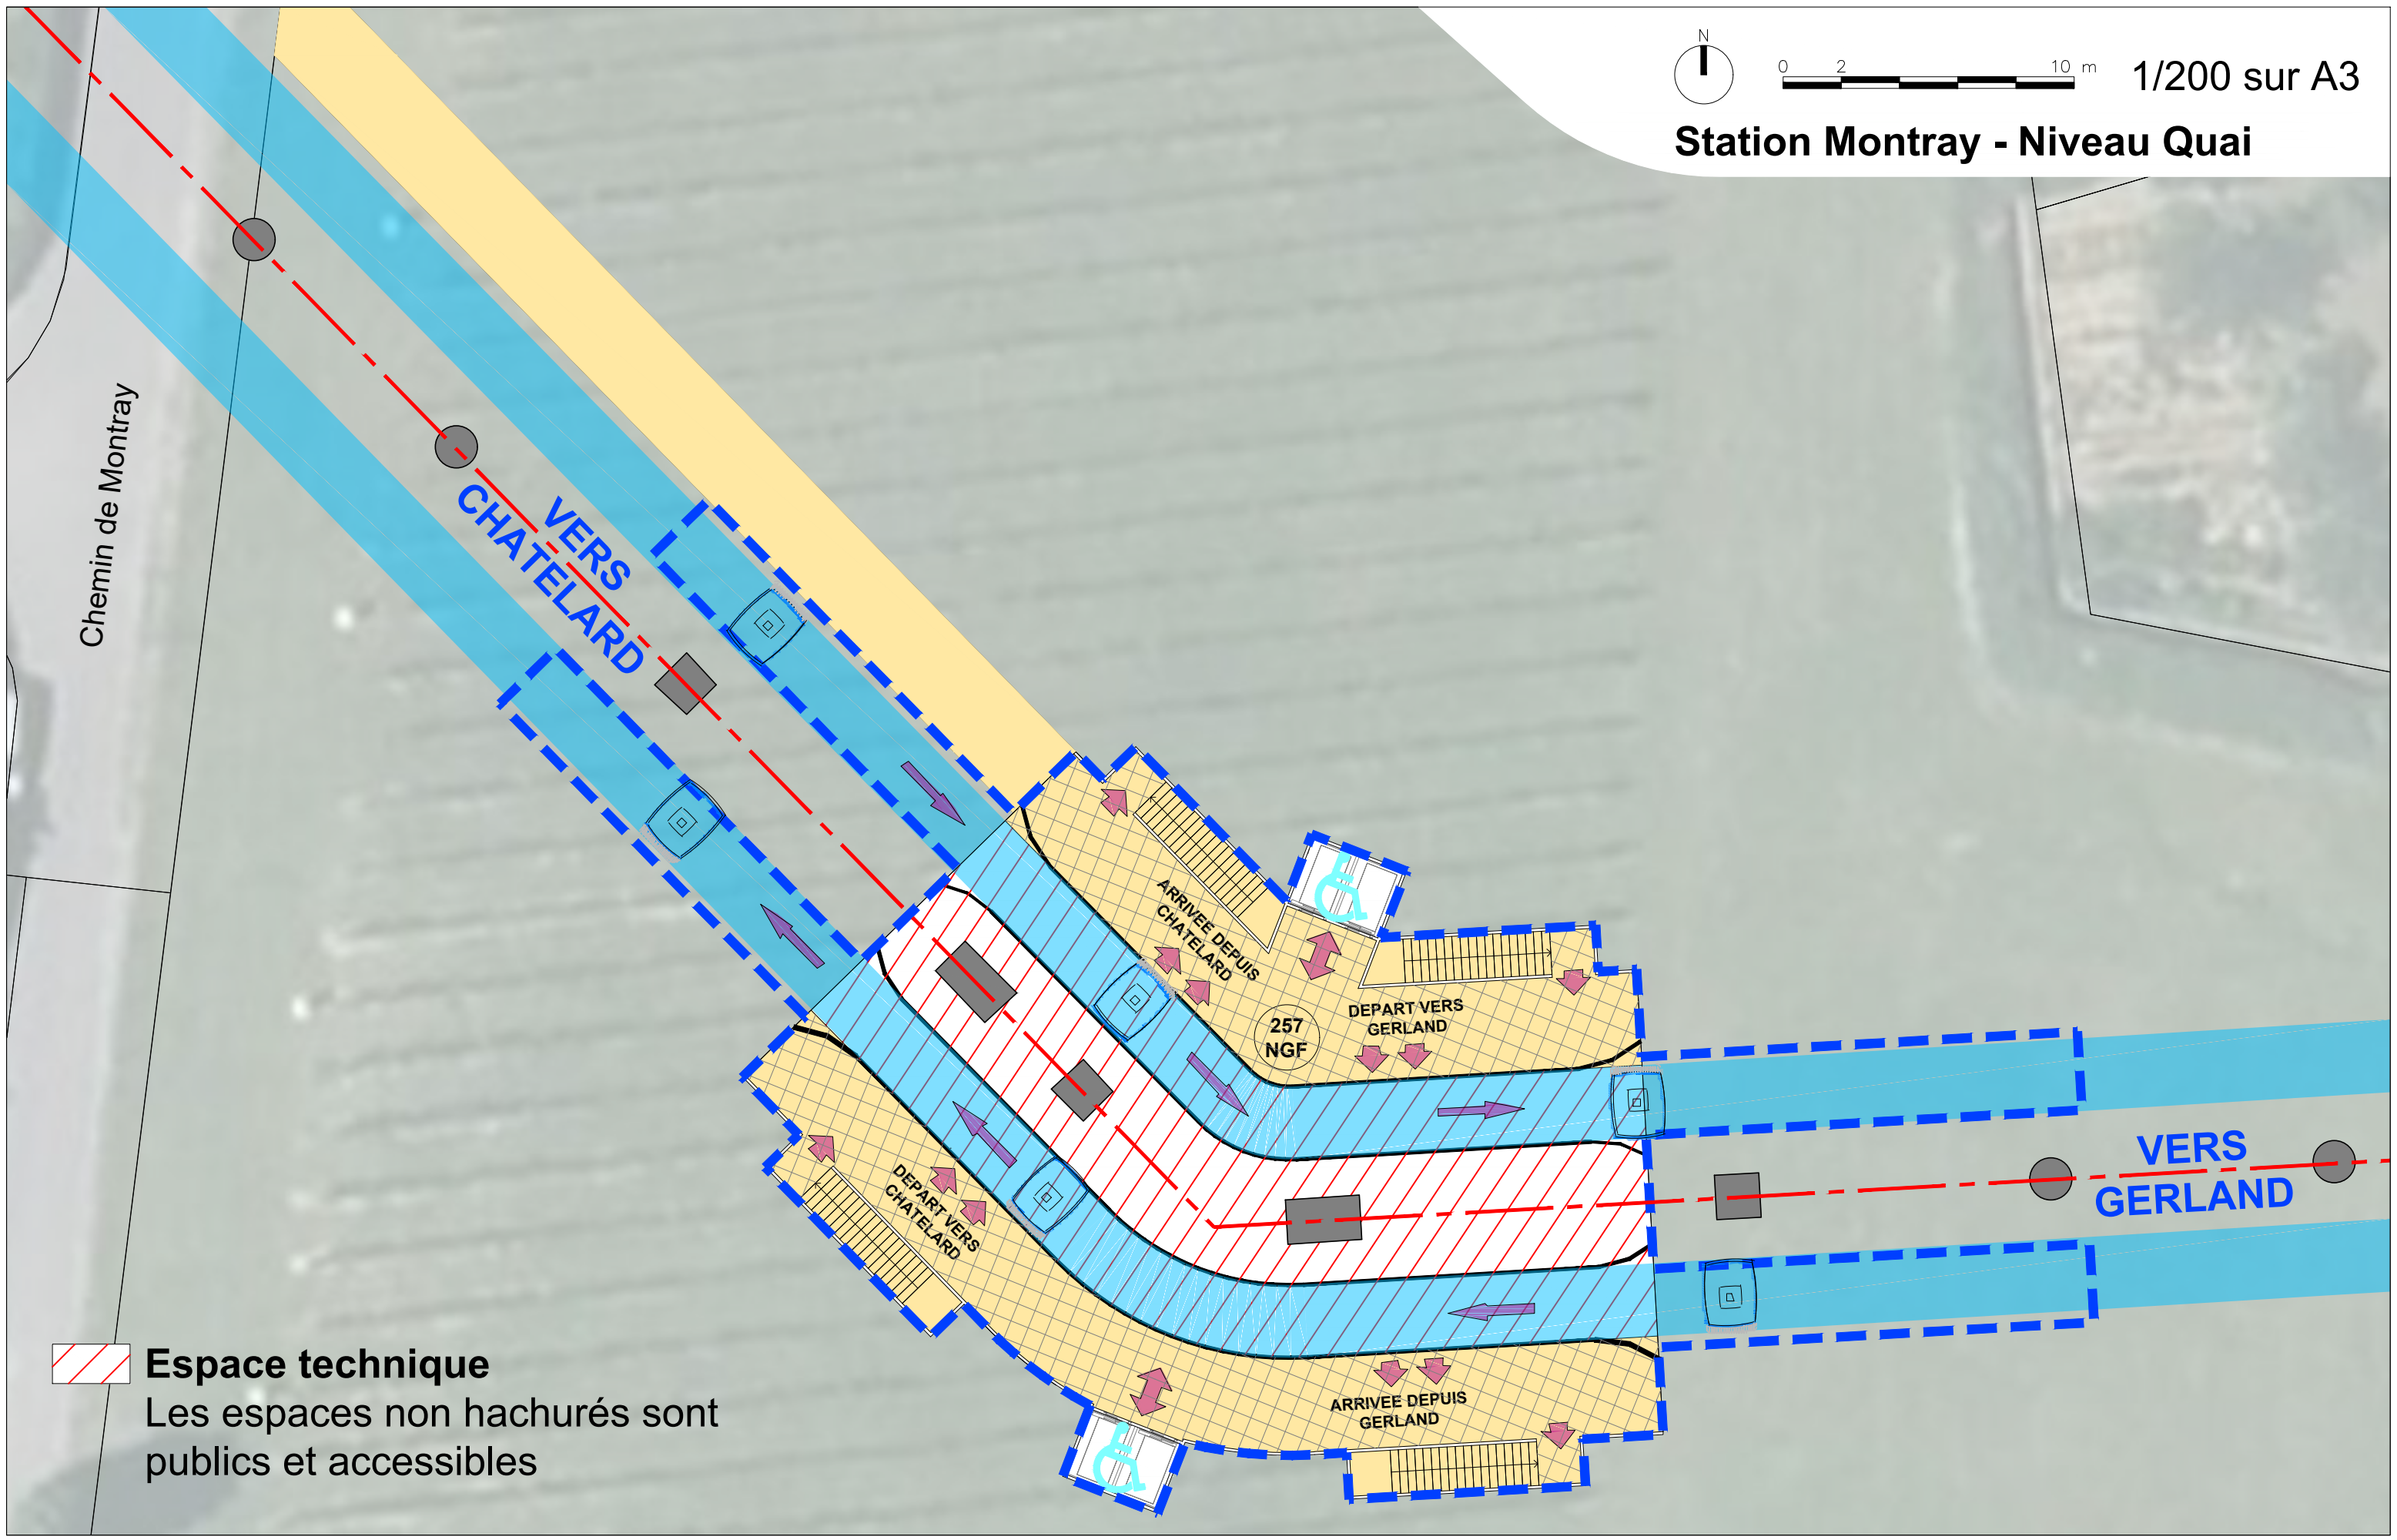 N
0 2 10 m
1/200 sur A3
Station Montray - Niveau Quai
Chemin de Montray
VERS
CHATELARD
ARRIVEE DEPUIS
CHATELARD
DEPART VERS
GERLAND
257
NGF
VERS
GERLAND
DEPART VERS
CHATELARD
ARRIVEE DEPUIS
GERLAND
Espace technique
Les espaces non hachurés sont
publics et accessibles